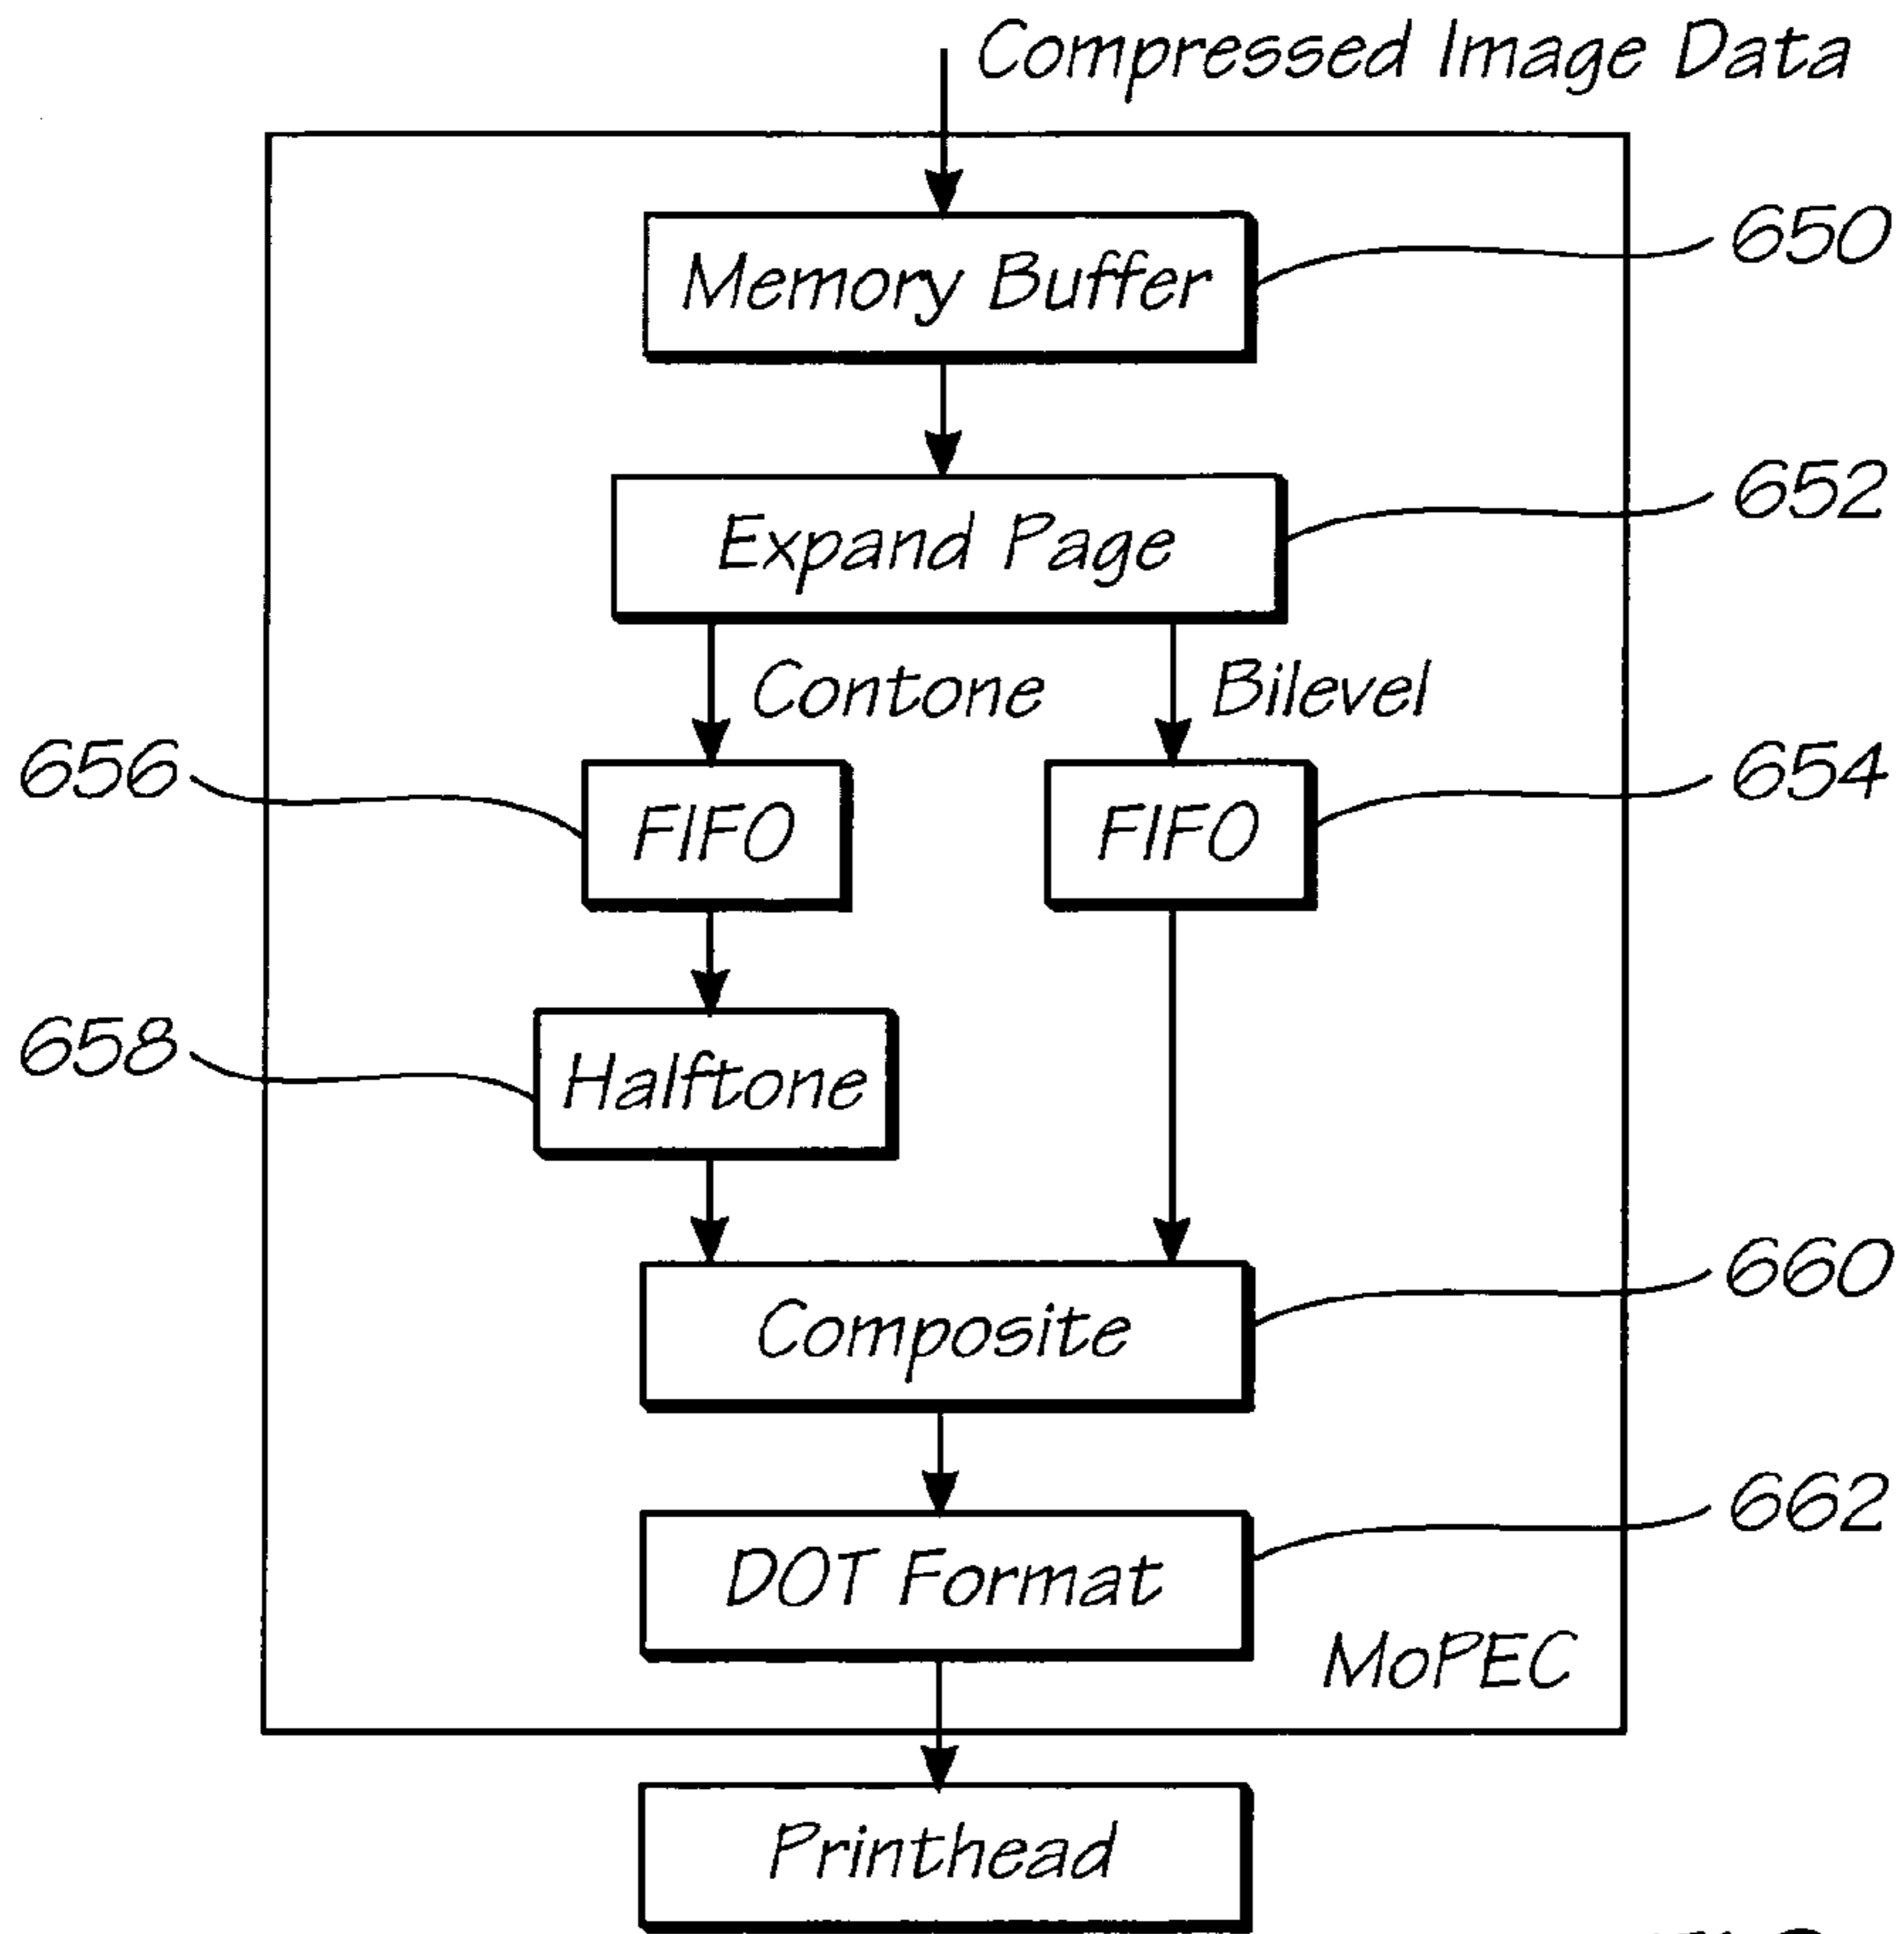 Compressed Image Data
Memory Buffer
650
Expand Page
652
Contone
Bilevel
656
FIFO
FIFO
654
658
Halftone
Composite
660
DOT Format
662
MoPEC
Printhead